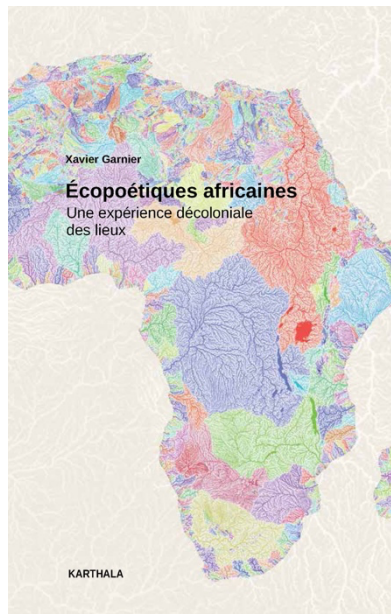 Xavier Garnier
Écopoétiques africaines
Une expérience décoloniale
des lieux
KARTHALA